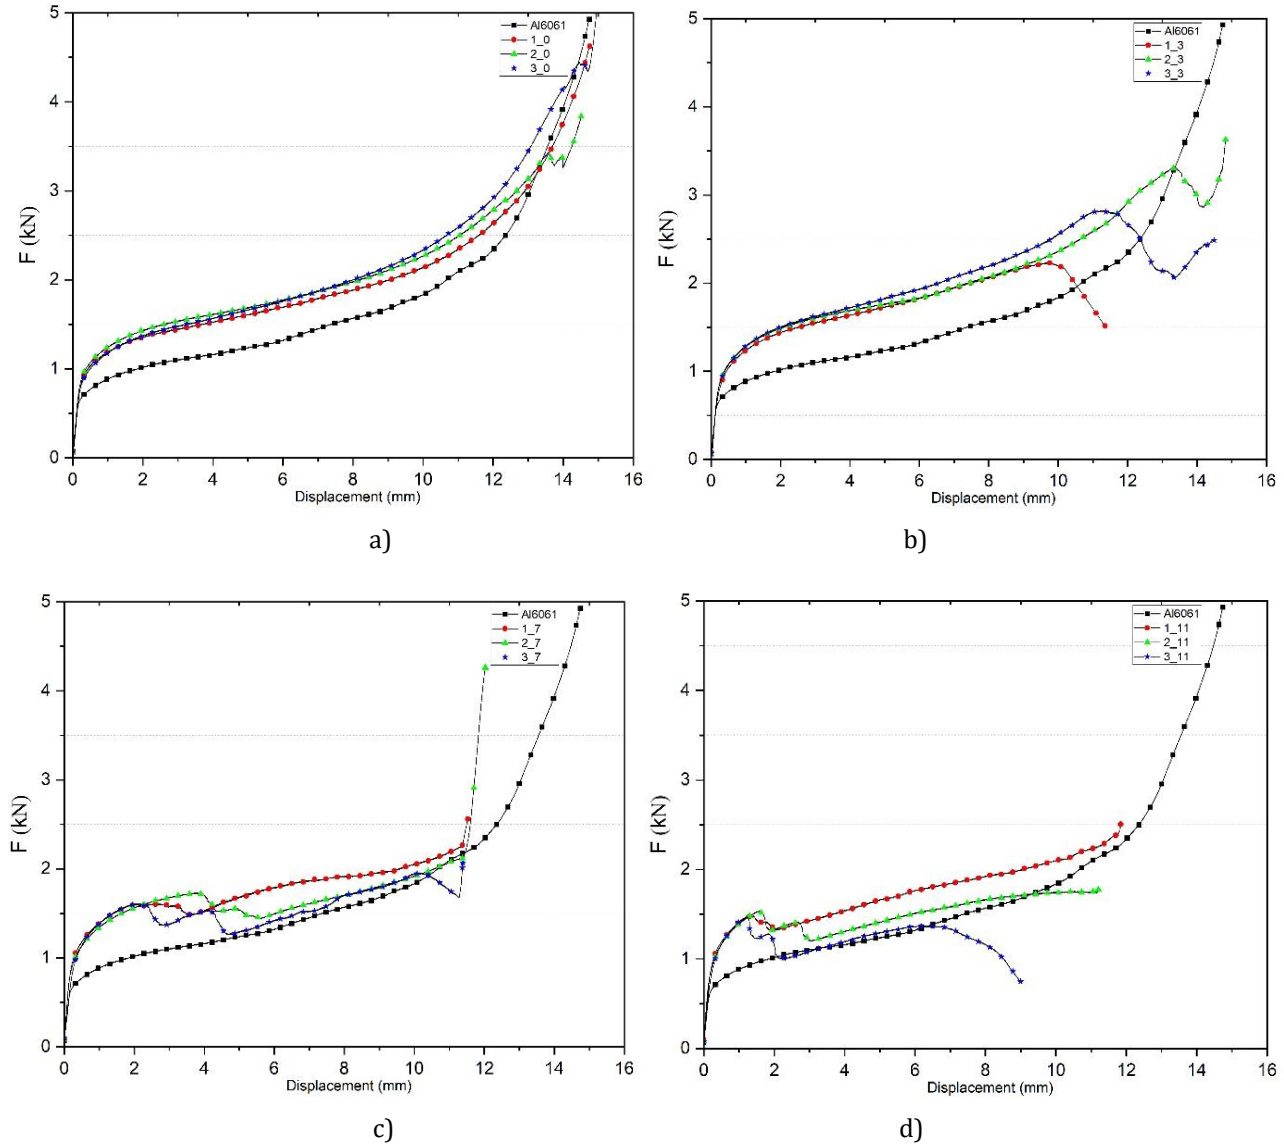 5
4
3
2
1
0
F (kN)
Al6061
1_0
2_0
3_0
0 2 4 6 8 10 12 14 16
Displacement (mm)
a)
5
4
3
2
1
0
F (kN)
Al6061
1_3
2_3
3_3
0 2 4 6 8 10 12 14 16
Displacement (mm)
b)
5
4
3
2
1
0
F (kN)
Al6061
1_7
2_7
3_7
0 2 4 6 8 10 12 14 16
Displacement (mm)
c)
5
4
3
2
1
0
F (kN)
Al6061
1_11
2_11
3_11
0 2 4 6 8 10 12 14 16
Displacement (mm)
d)